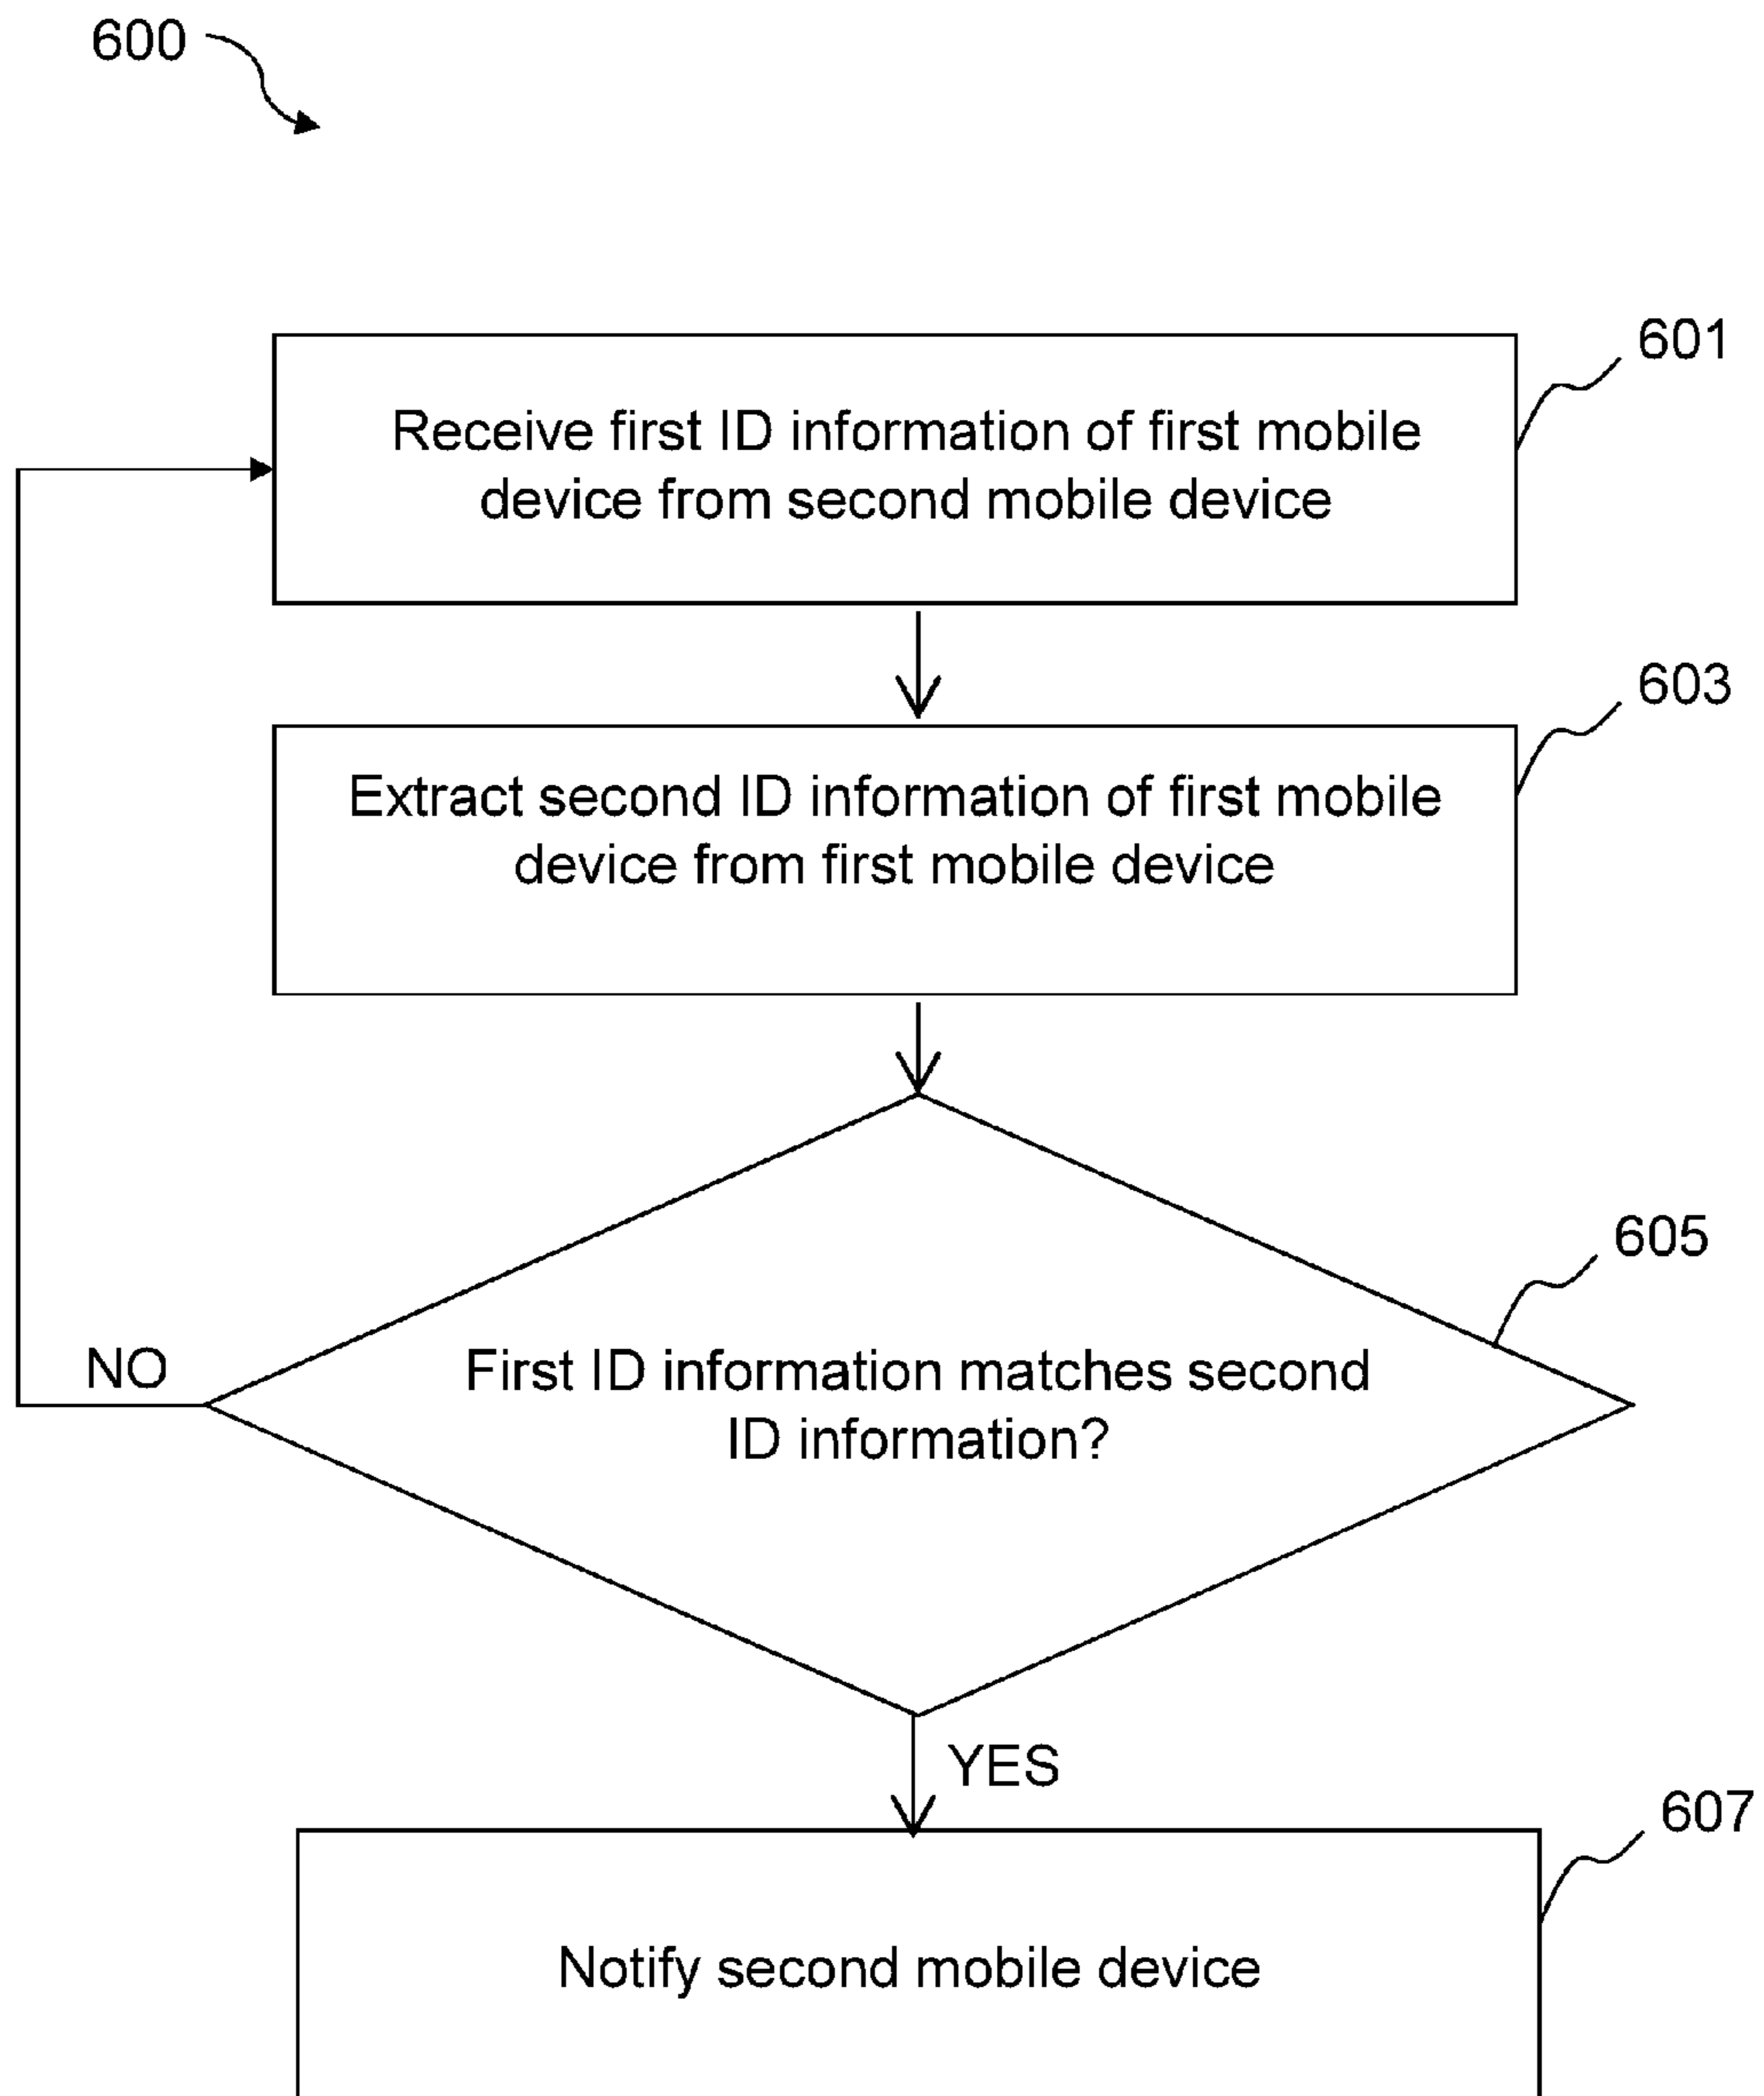 600
601
Receive first ID information of first mobile
device from second mobile device
603
Extract second ID information of first mobile
device from first mobile device
605
First ID information matches second
ID information?
NO
YES
607
Notify second mobile device